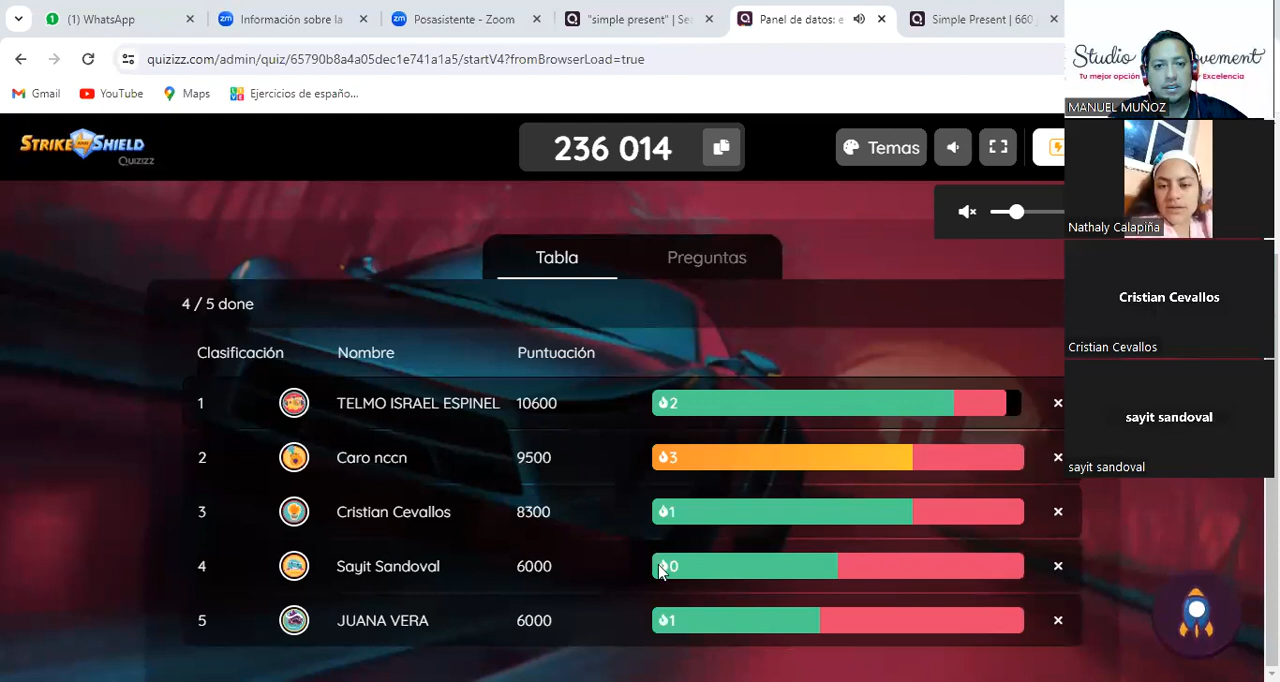 (1) WhatsApp
Información sobre la
Posasistente - Zoom
"simple present" | Se
Panel de datos: e
Simple Present | 660
quizizz.com/admin/quiz/65790b8a4a05dec1e741a1a5/startV4?fromBrowserLoad=true
Gmail YouTube Maps Ejercicios de españo...
Studio vement
Tu mejor opción y Excelencia
MANUEL MUÑOZ
STRIKE AND SHIELD
Quizizz
236 014
Temas
Nathaly Calapiña
Tabla Preguntas
4 / 5 done
Clasificación Nombre Puntuación
1 TELMO ISRAEL ESPINEL 10600 2
2 Caro nccn 9500 3
3 Cristian Cevallos 8300 1
4 Sayit Sandoval 6000 0
5 JUANA VERA 6000 1
Cristian Cevallos
Cristian Cevallos
sayit sandoval
sayit sandoval